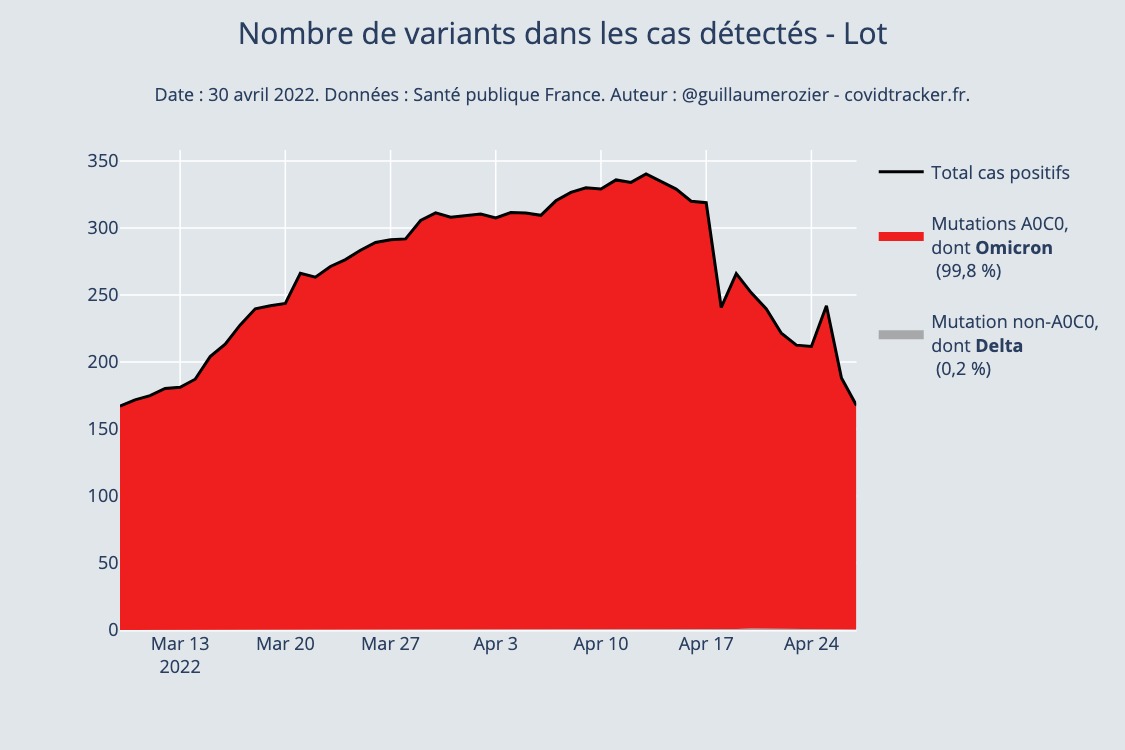 Nombre de variants dans les cas détectés - Lot
Date : 30 avril 2022. Données : Santé publique France. Auteur : @guillaumerozier - covidtracker.fr.
350
300
250
200
150
100
50
0
Mar 13
2022
Mar 20
Mar 27
Apr 3
Apr 10
Apr 17
Apr 24
Total cas positifs
Mutations A0C0,
dont Omicron
(99,8 %)
Mutation non-A0C0,
dont Delta
(0,2 %)